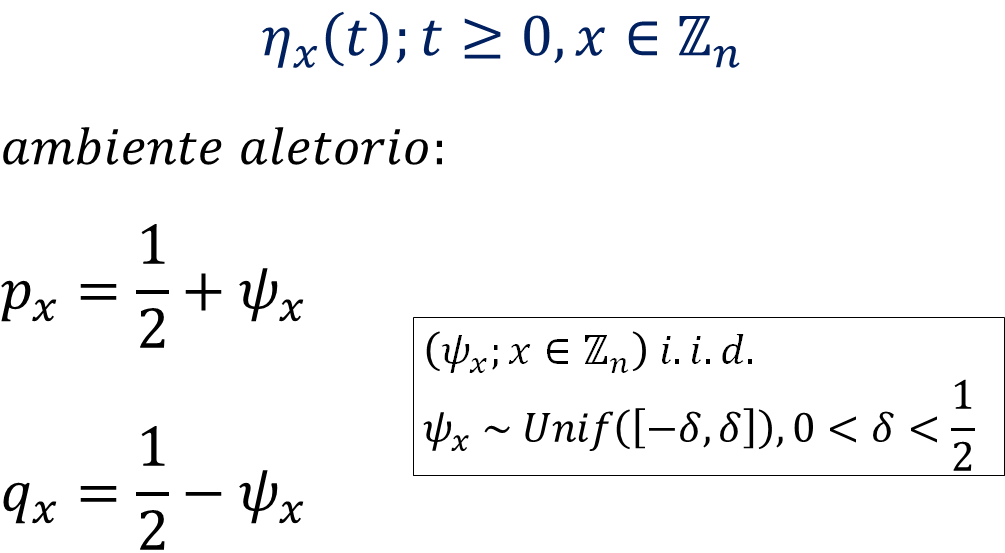 η_x(t); t ≥ 0, x ∈ ℤ_n
ambiente aletorio:
p_x = 1/2 + ψ_x
(ψ_x; x ∈ ℤ_n) i.i.d.
ψ_x ~ Unif([−δ, δ]), 0 < δ < 1/2
q_x = 1/2 − ψ_x